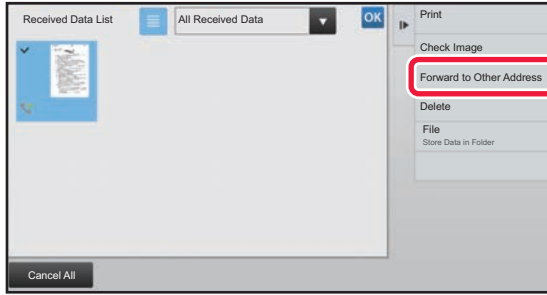 Received Data List
All Received Data
OK
Print
Check Image
Forward to Other Address
Delete
File
Store Data in Folder
Cancel All